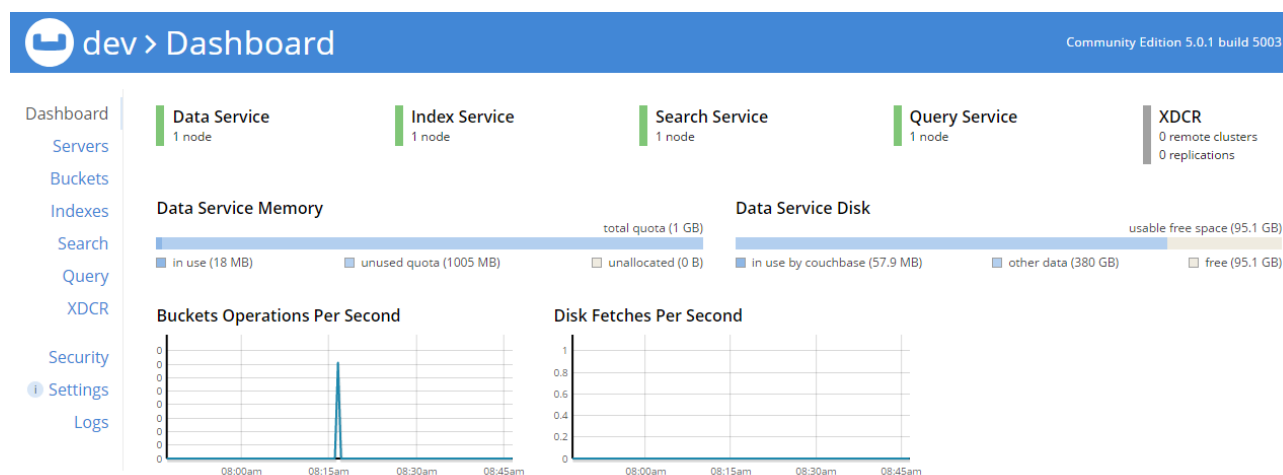 dev > Dashboard
Community Edition 5.0.1 build 5003
Dashboard
Servers
Buckets
Indexes
Search
Query
XDCR
Security
i Settings
Logs
Data Service
1 node
Index Service
1 node
Search Service
1 node
Query Service
1 node
XDCR
0 remote clusters
0 replications
Data Service Memory
total quota (1 GB)
in use (18 MB) unused quota (1005 MB) unallocated (0 B)
Data Service Disk
usable free space (95.1 GB)
in use by couchbase (57.9 MB) other data (380 GB) free (95.1 GB)
Buckets Operations Per Second
0
0
0
0
0
0
0
0
0
08:00am 08:15am 08:30am 08:45am
Disk Fetches Per Second
1
0.8
0.6
0.4
0.2
0
08:00am 08:15am 08:30am 08:45am